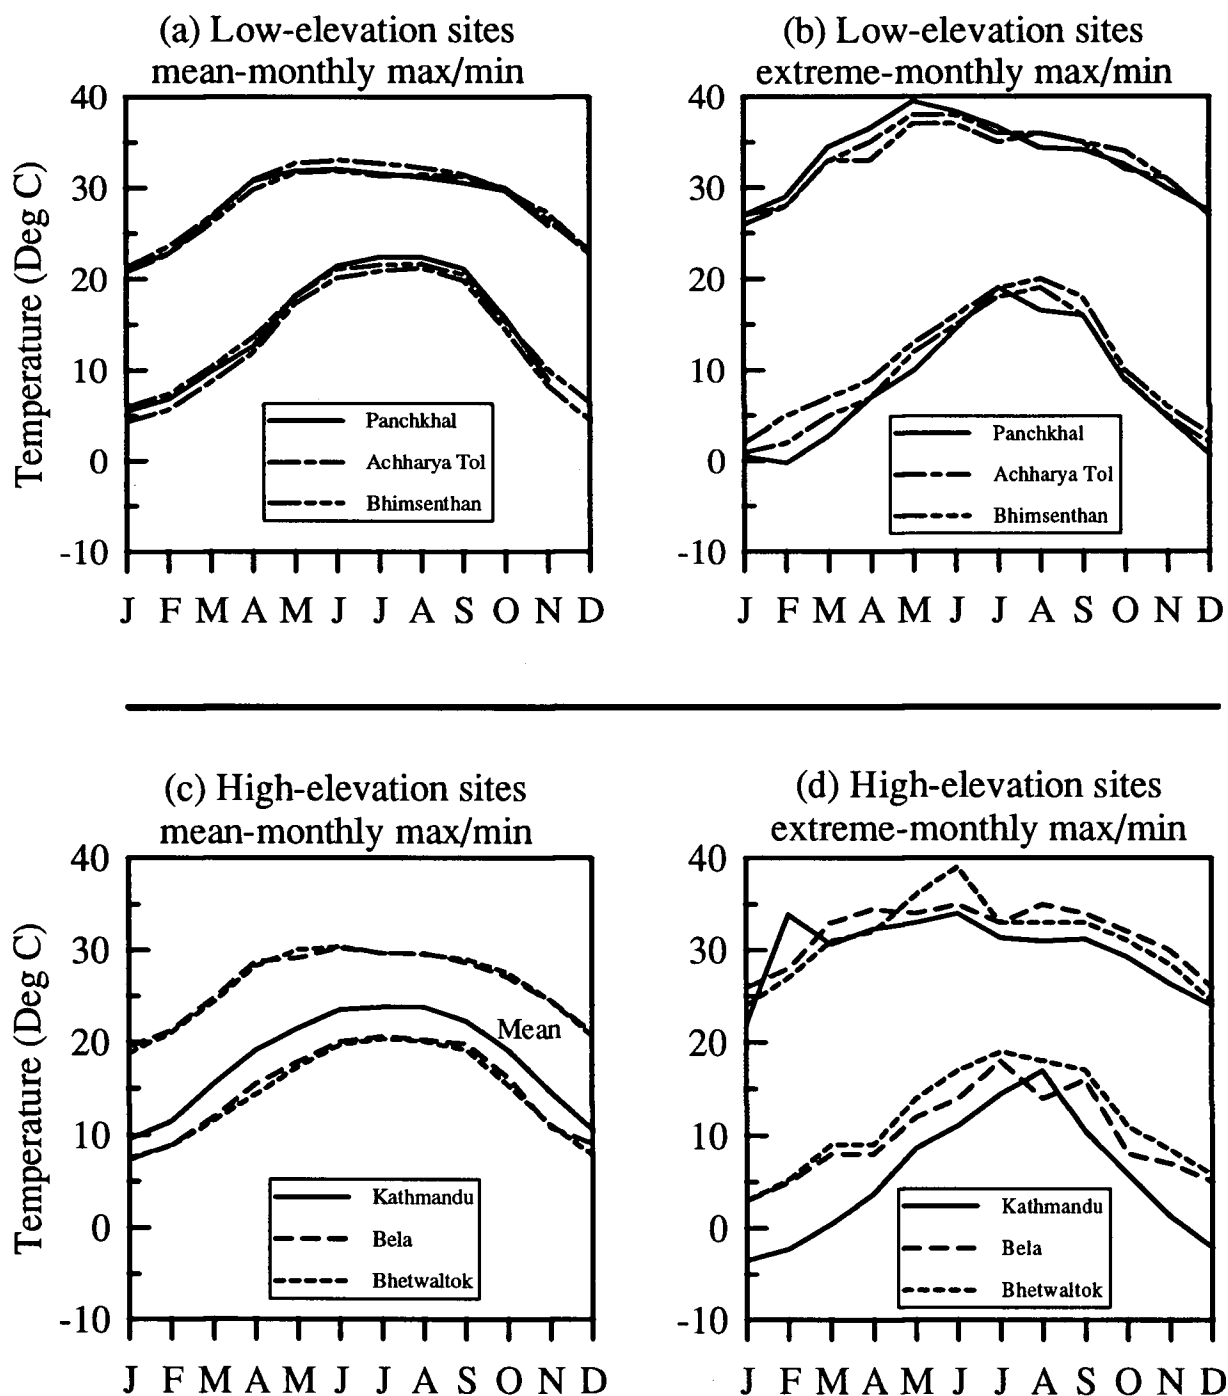 (a) Low-elevation sites
mean-monthly max/min
Temperature (Deg C)
40
30
20
10
0
-10
Panchkhal
Achharya Tol
Bhimsenthan
J F M A M J J A S O N D
(b) Low-elevation sites
extreme-monthly max/min
40
30
20
10
0
-10
Panchkhal
Achharya Tol
Bhimsenthan
J F M A M J J A S O N D
(c) High-elevation sites
mean-monthly max/min
Temperature (Deg C)
40
30
20
10
0
-10
Mean
Kathmandu
Bela
Bhetwaltok
J F M A M J J A S O N D
(d) High-elevation sites
extreme-monthly max/min
40
30
20
10
0
-10
Kathmandu
Bela
Bhetwaltok
J F M A M J J A S O N D